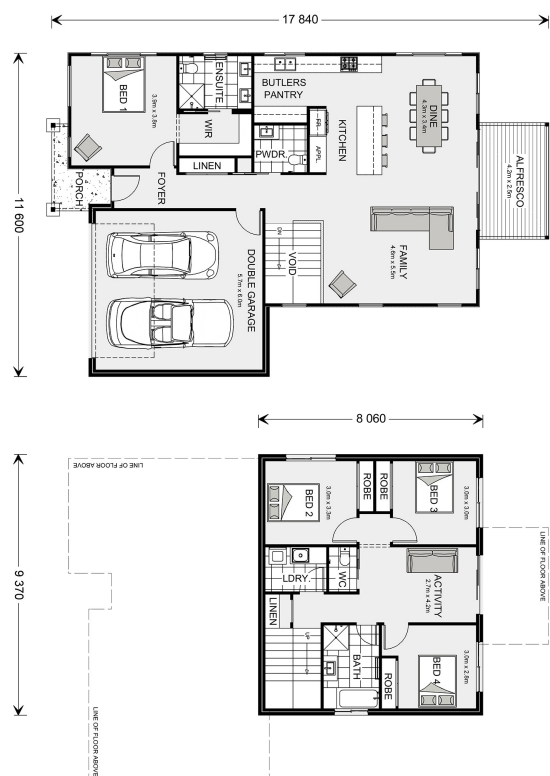 17 840
BED 1
3.9m x 3.8m
ENSUITE
WIR
LINEN
BUTLERS
PANTRY
PWDR.
FR.
APPL
KITCHEN
DINE
4.3m x 3.4m
ALFRESCO
4.2m x 2.5m
PORCH
FOYER
11 600
DN
UP
VOID
FAMILY
4.6m x 5.5m
DOUBLE GARAGE
5.7m x 6.0m
8 060
LINE OF FLOOR ABOVE
BED 2
3.0m x 3.3m
ROBE
ROBE
BED 3
3.0m x 3.0m
9 370
LDRY.
WC
ACTIVITY
2.7m x 4.2m
LINE OF FLOOR ABOVE
LINEN
UP
BATH
ROBE
BED 4
3.0m x 2.8m
LINE OF FLOOR ABOVE